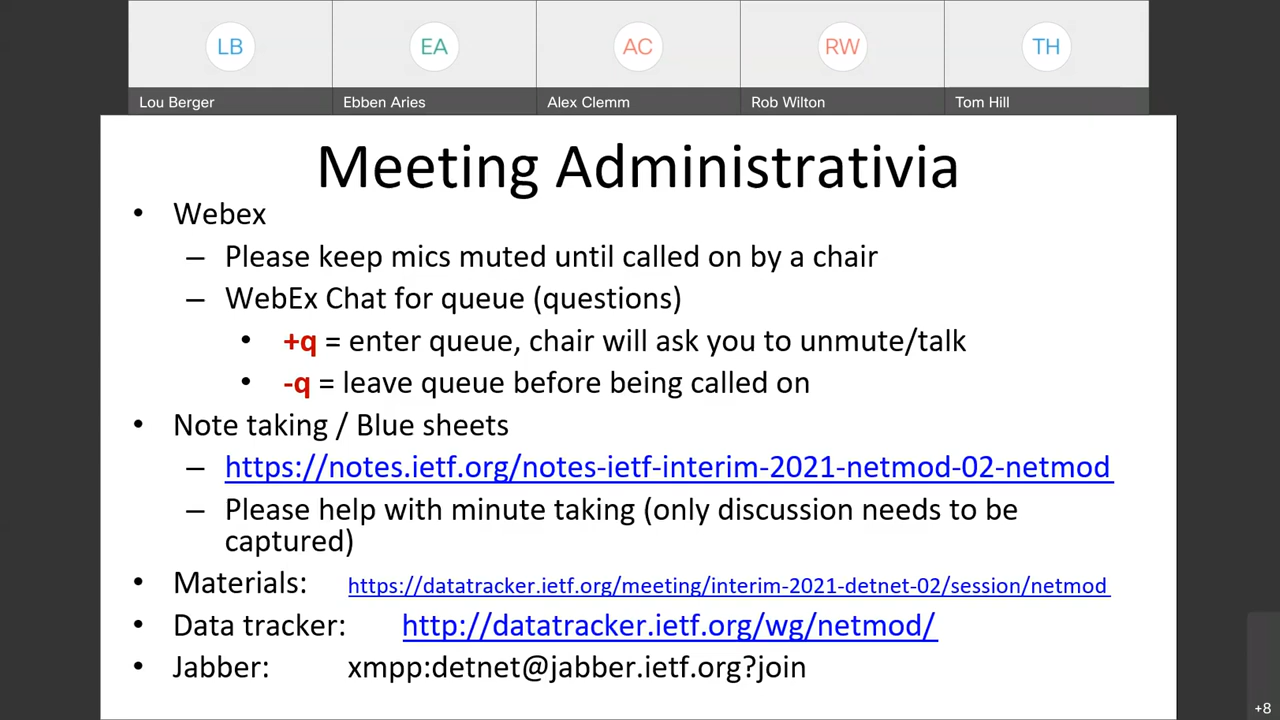 LB EA AC RW TH
Lou Berger Ebben Aries Alex Clemm Rob Wilton Tom Hill
Meeting Administrativia
• Webex
– Please keep mics muted until called on by a chair
– WebEx Chat for queue (questions)
• +q = enter queue, chair will ask you to unmute/talk
• -q = leave queue before being called on
• Note taking / Blue sheets
– https://notes.ietf.org/notes-ietf-interim-2021-netmod-02-netmod
– Please help with minute taking (only discussion needs to be
captured)
• Materials: https://datatracker.ietf.org/meeting/interim-2021-detnet-02/session/netmod
• Data tracker: http://datatracker.ietf.org/wg/netmod/
• Jabber: xmpp:detnet@jabber.ietf.org?join
+8